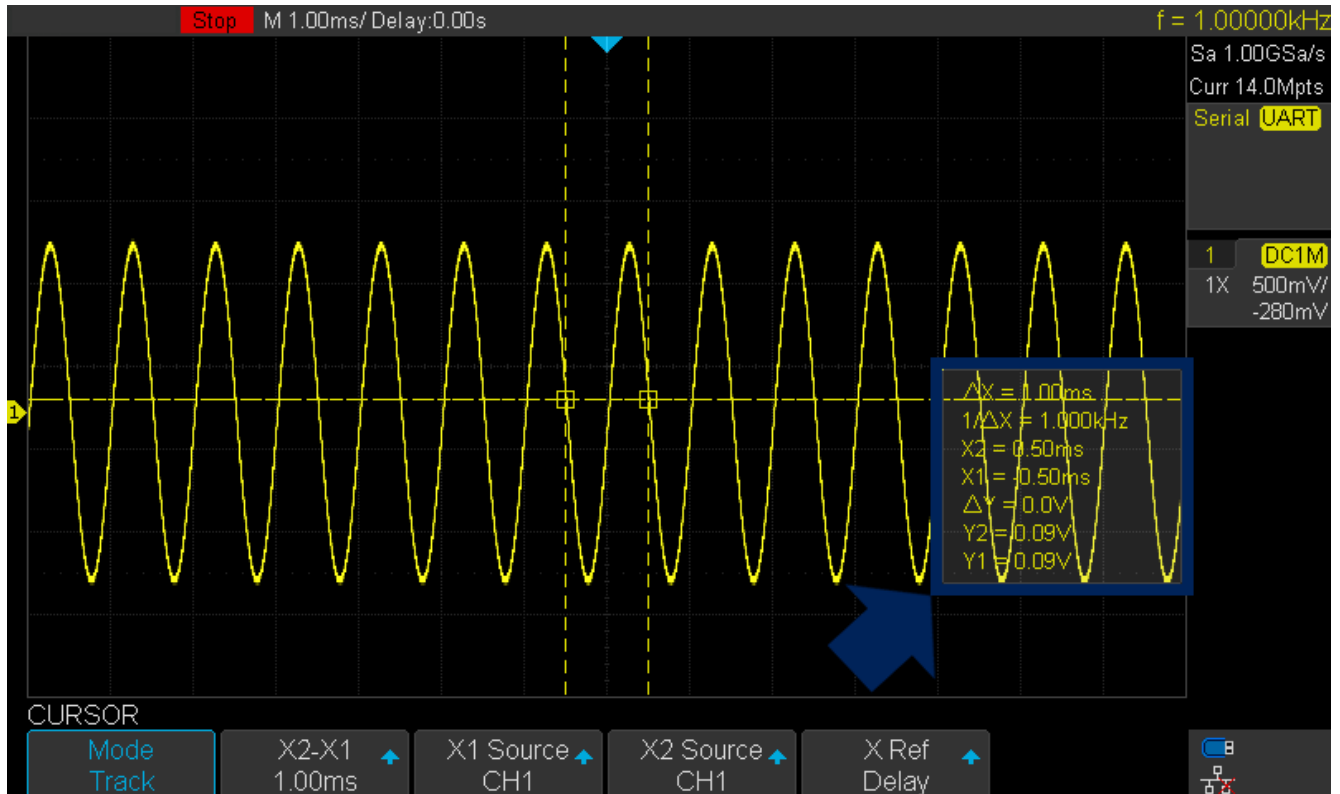 Stop M 1.00ms/ Delay:0.00s f = 1.00000kHz
Sa 1.00GSa/s
Curr 14.0Mpts
Serial UART
1 DC1M
1X 500mV/
-280mV
1
△X = 1.00ms
1/△X = 1.000kHz
X2 = 0.50ms
X1 = -0.50ms
△Y = 0.0V
Y2 = 0.09V
Y1 = 0.09V
CURSOR
Mode
Track
X2-X1
1.00ms
X1 Source
CH1
X2 Source
CH1
X Ref
Delay